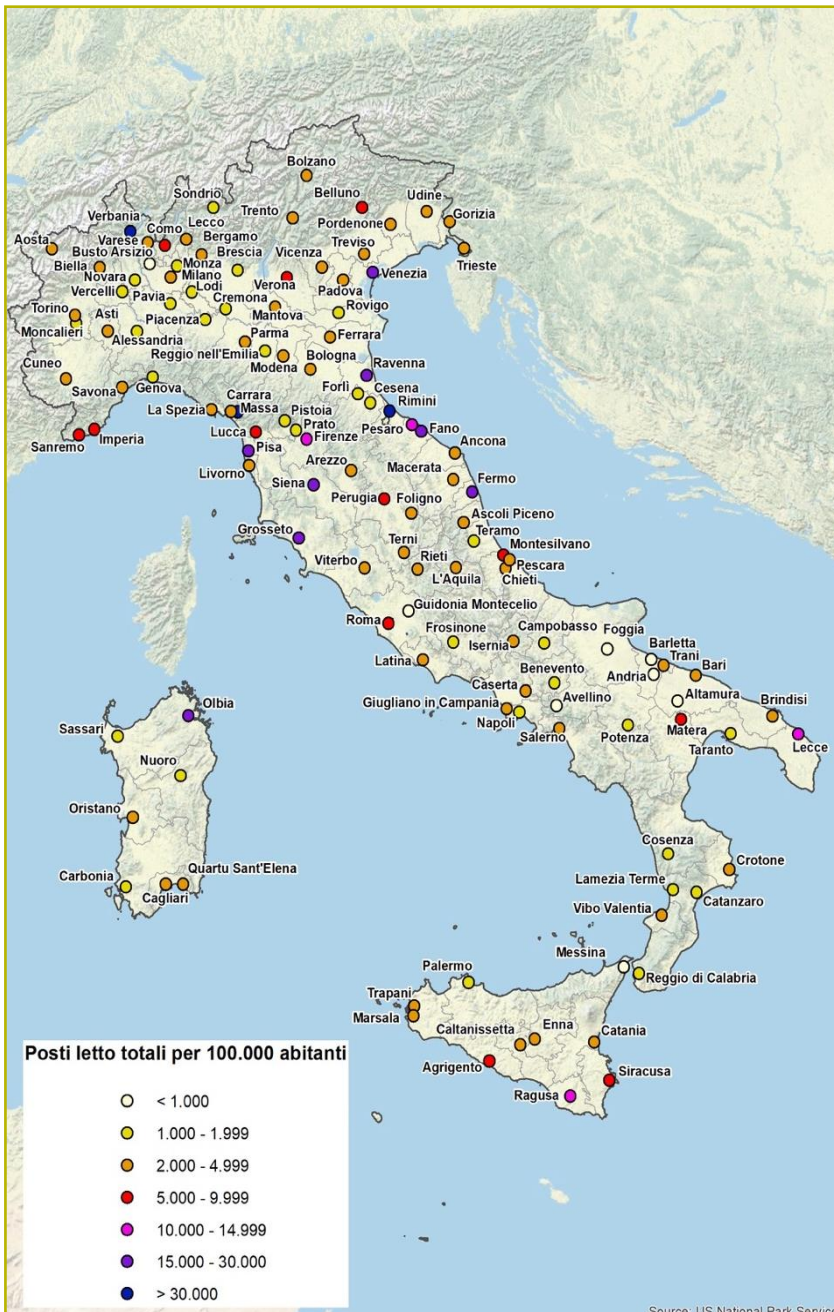 Bolzano
Sondrio
Belluno
Udine
Verbania
Lecco
Trento
Pordenone
Gorizia
Como
Aosta
Varese
Bergamo
Treviso
Busto Arsizio
Brescia
Vicenza
Biella
Monza
Trieste
Novara
Milano
Venezia
Vercelli
Lodi
Verona
Padova
Pavia
Cremona
Rovigo
Torino
Asti
Piacenza
Mantova
Moncalieri
Alessandria
Parma
Ferrara
Reggio nell'Emilia
Bologna
Cuneo
Modena
Ravenna
Savona
Genova
Forlì
Cesena
Carrara
Rimini
La Spezia
Massa
Pistoia
Pesaro
Fano
Prato
Sanremo
Imperia
Lucca
Firenze
Pisa
Ancona
Arezzo
Macerata
Livorno
Siena
Fermo
Perugia
Foligno
Ascoli Piceno
Grosseto
Teramo
Terni
Montesilvano
Viterbo
Rieti
Pescara
L'Aquila
Chieti
Guidonia Montecelio
Roma
Frosinone
Campobasso
Foggia
Isernia
Barletta
Latina
Trani
Benevento
Andria
Bari
Caserta
Giugliano in Campania
Avellino
Altamura
Brindisi
Olbia
Napoli
Salerno
Potenza
Matera
Sassari
Taranto
Lecce
Nuoro
Oristano
Cosenza
Carbonia
Quartu Sant'Elena
Crotone
Lamezia Terme
Cagliari
Catanzaro
Vibo Valentia
Messina
Palermo
Reggio di Calabria
Trapani
Marsala
Caltanissetta
Enna
Catania
Agrigento
Siracusa
Ragusa
Posti letto totali per 100.000 abitanti
< 1.000
1.000 - 1.999
2.000 - 4.999
5.000 - 9.999
10.000 - 14.999
15.000 - 30.000
> 30.000
Source: US National Park Service